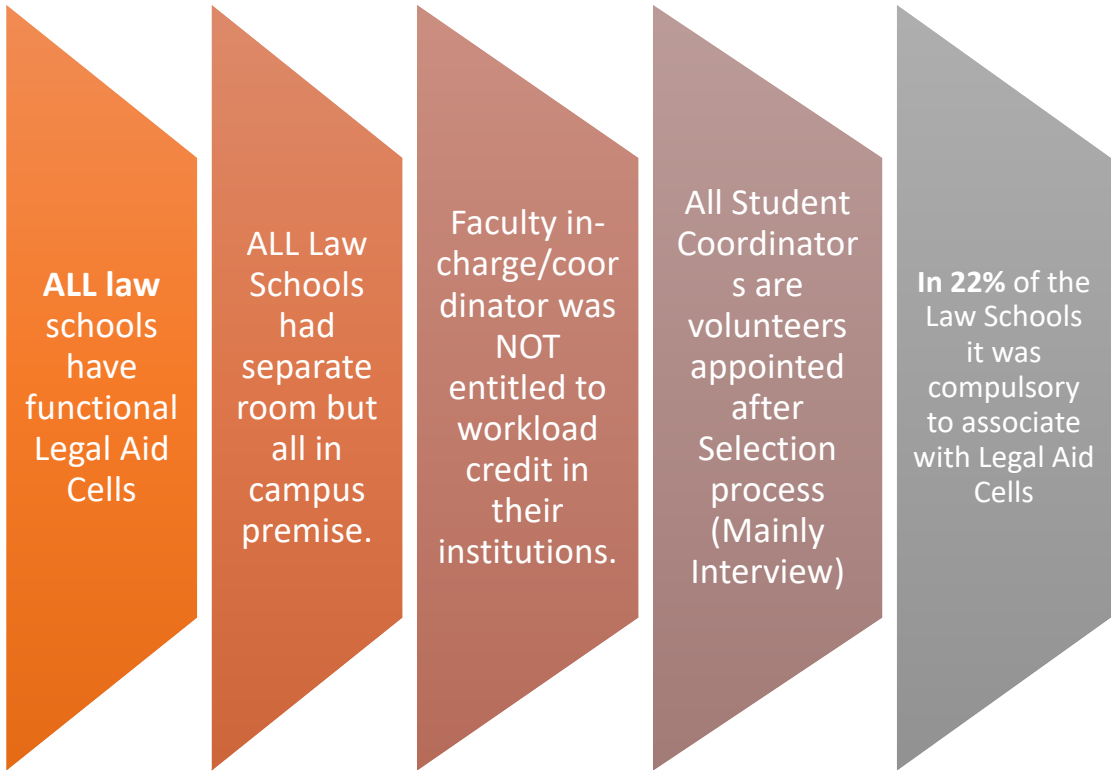 ALL law
schools
have
functional
Legal Aid
Cells
ALL Law
Schools
had
separate
room but
all in
campus
premise.
Faculty in-
charge/coor
dinator was
NOT
entitled to
workload
credit in
their
institutions.
All Student
Coordinator
s are
volunteers
appointed
after
Selection
process
(Mainly
Interview)
In 22% of the
Law Schools
it was
compulsory
to associate
with Legal Aid
Cells